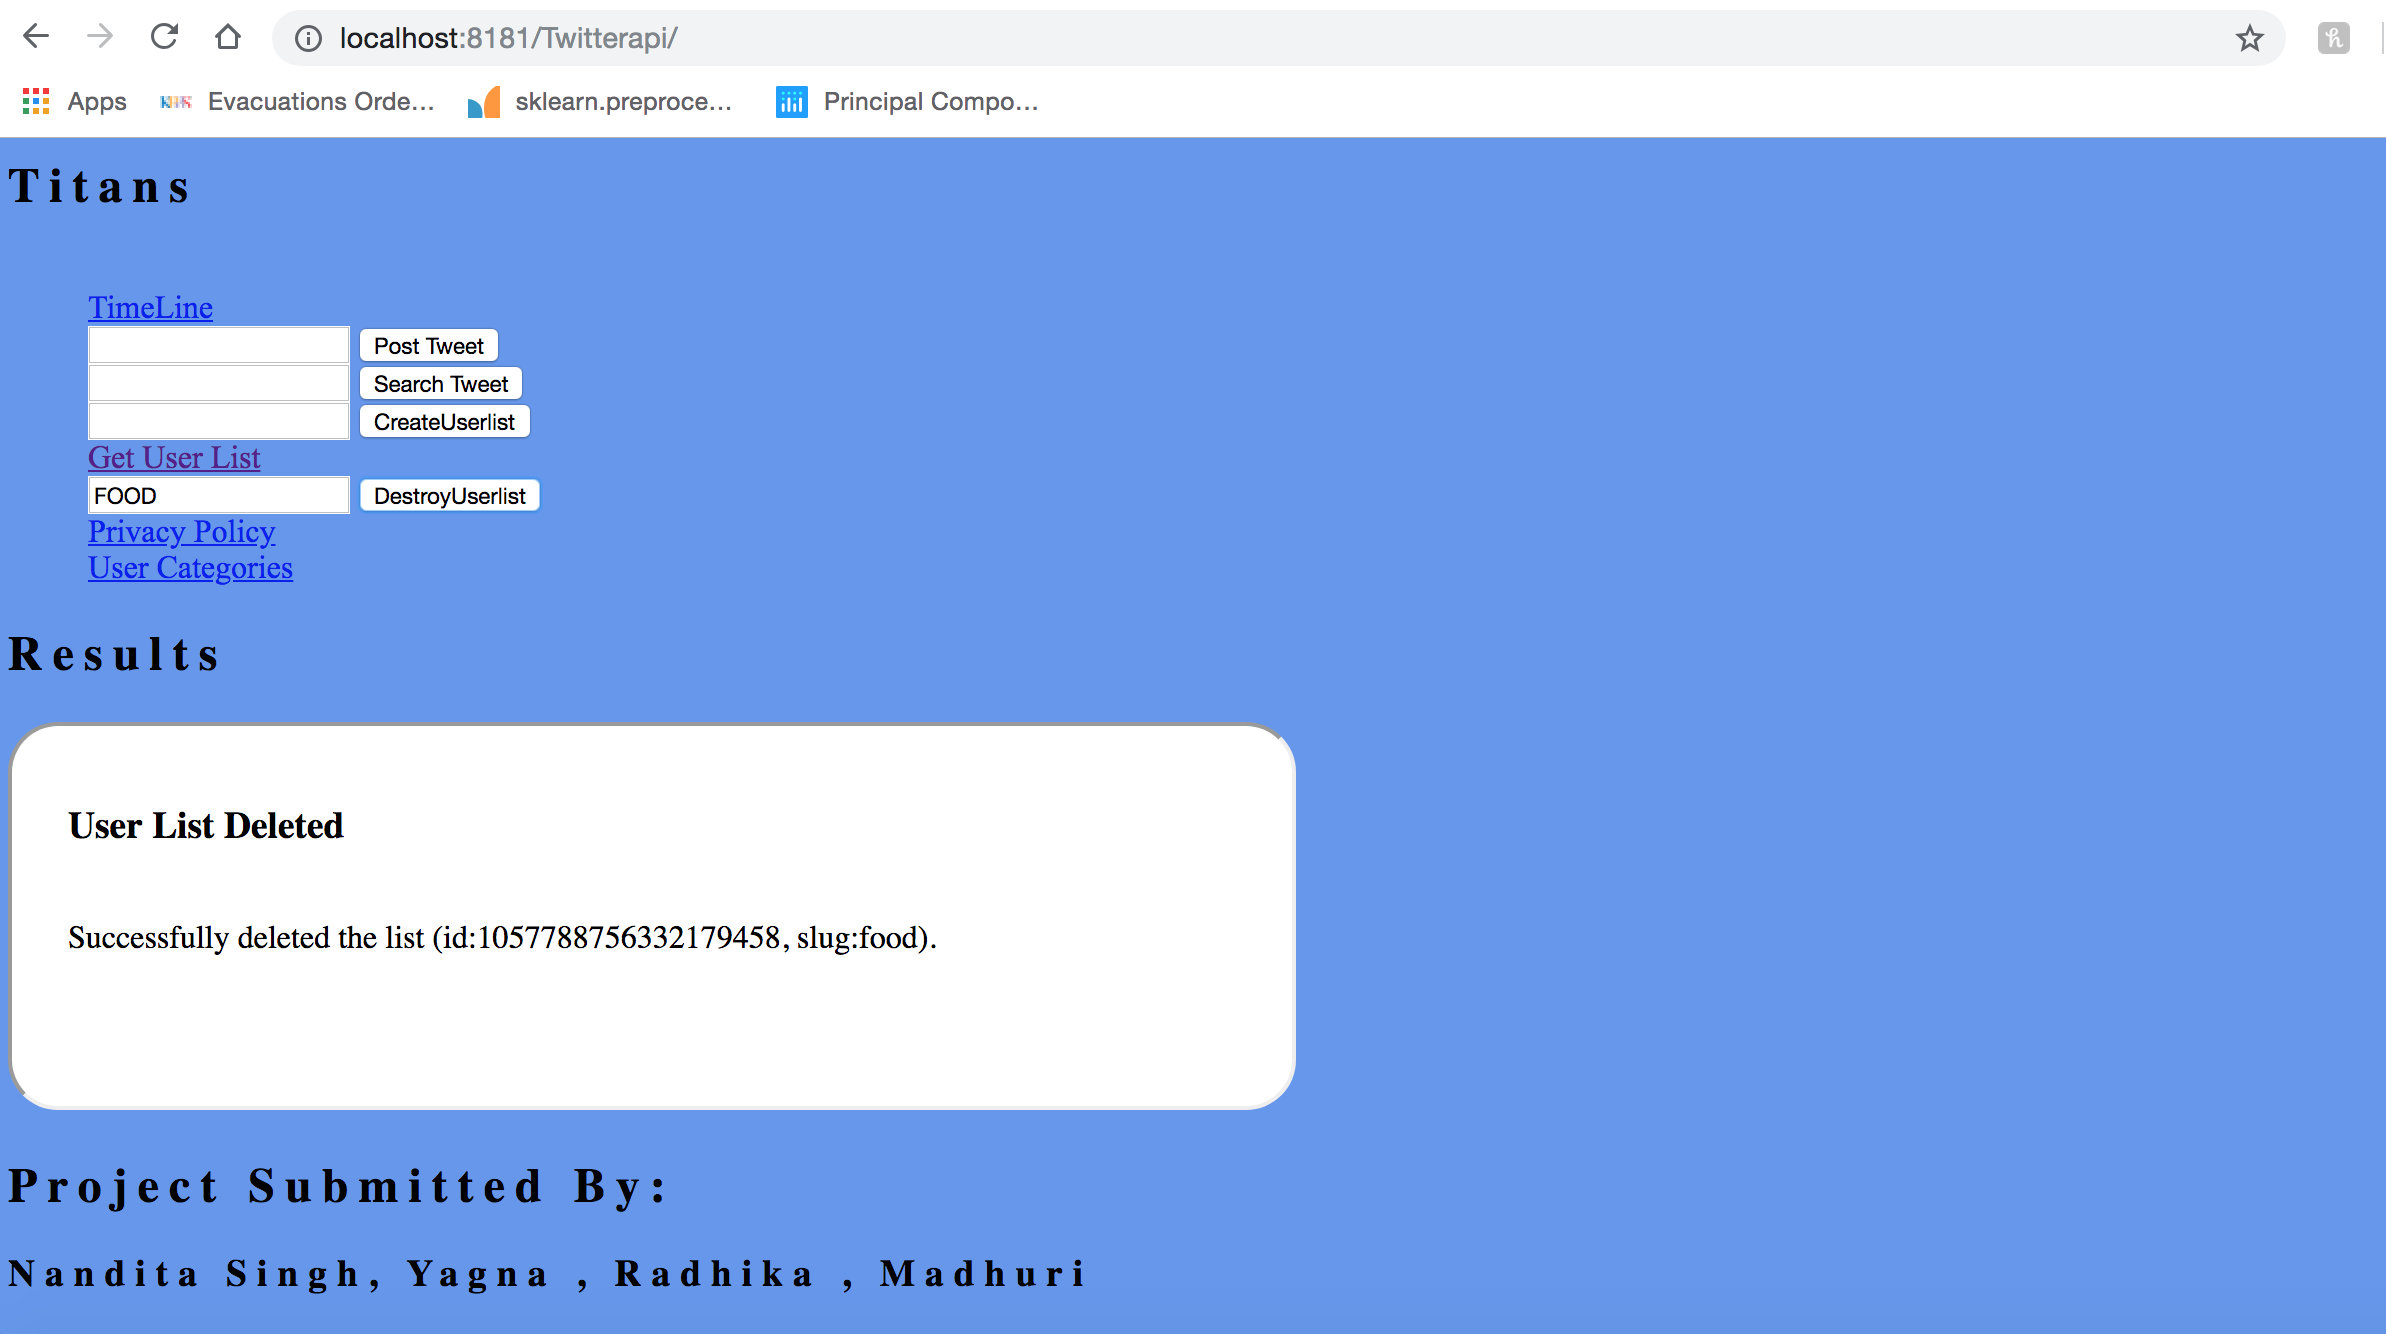 localhost:8181/Twitterapi/
Apps Evacuations Orde... sklearn.preproce... Principal Compo...
Titans
TimeLine
Post Tweet
Search Tweet
CreateUserlist
Get User List
FOOD DestroyUserlist
Privacy Policy
User Categories
Results
User List Deleted
Successfully deleted the list (id:1057788756332179458, slug:food).
Project Submitted By:
Nandita Singh, Yagna , Radhika , Madhuri